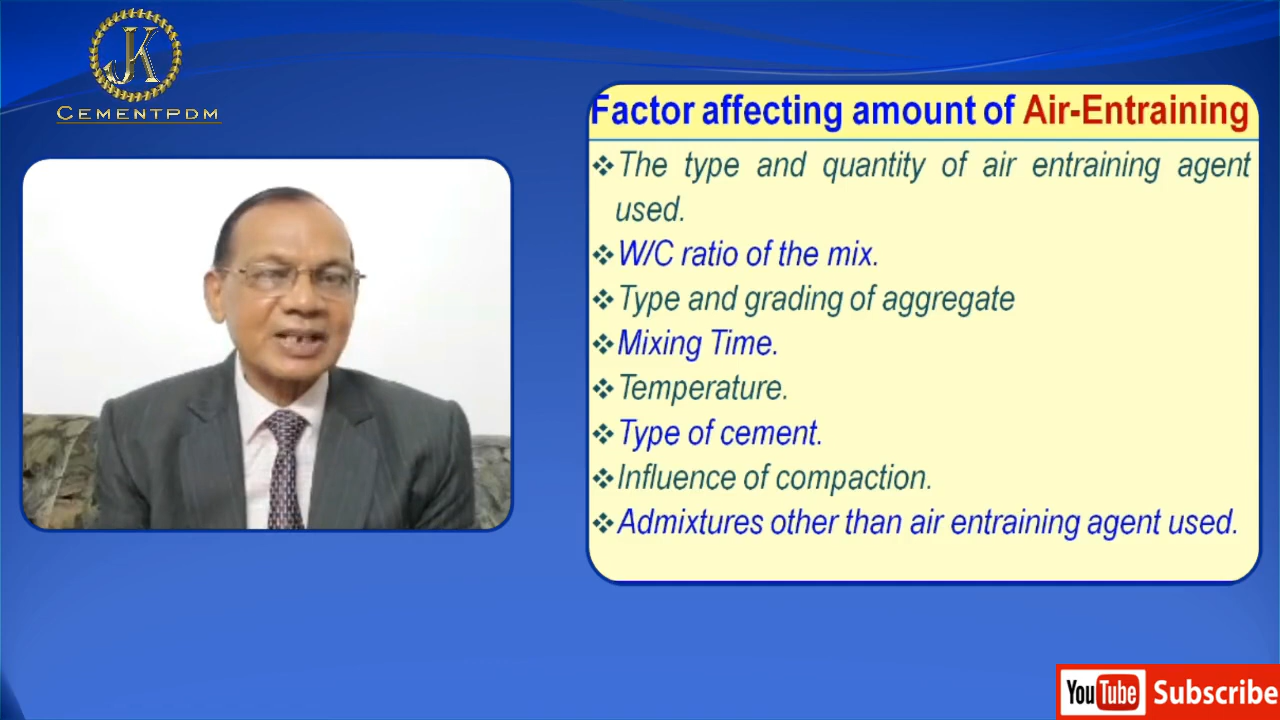 JK
CEMENTPDM
Factor affecting amount of Air-Entraining
❖The type and quantity of air entraining agent
used.
❖W/C ratio of the mix.
❖Type and grading of aggregate
❖Mixing Time.
❖Temperature.
❖Type of cement.
❖Influence of compaction.
❖Admixtures other than air entraining agent used.
YouTube Subscribe